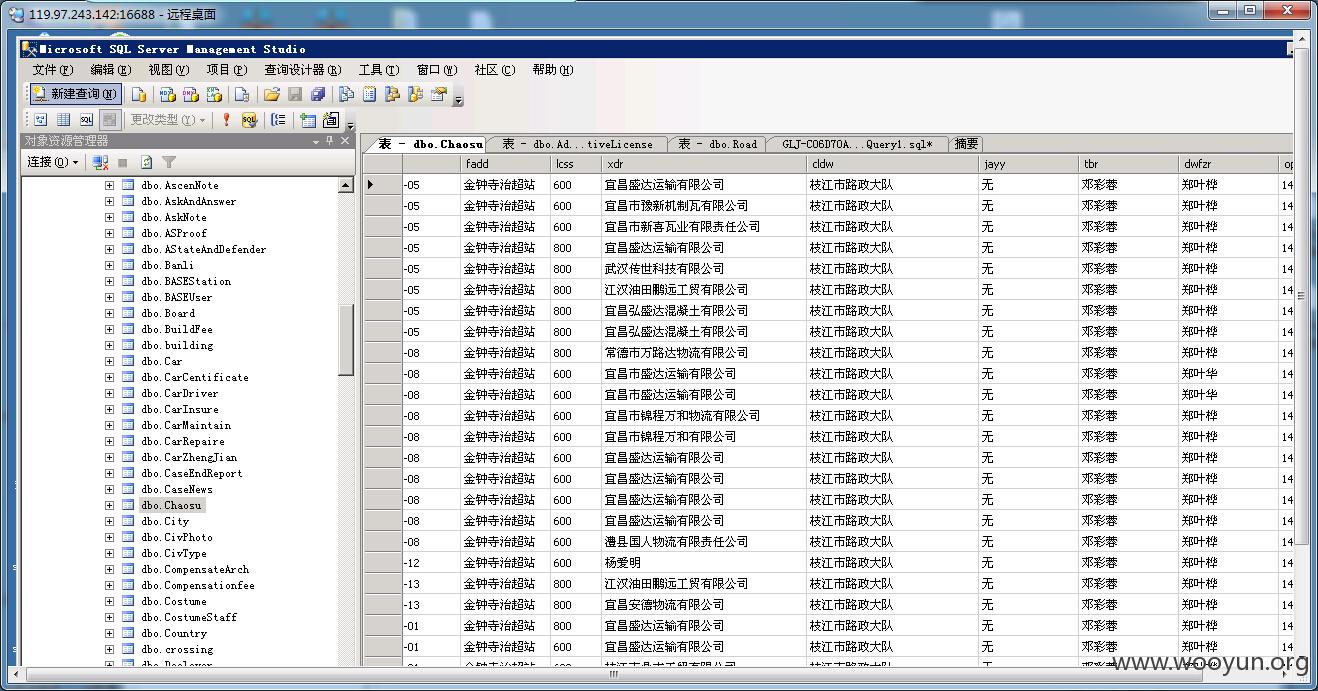 119.97.243.142:16688 - 远程桌面
Microsoft SQL Server Management Studio
文件(F) 编辑(E) 视图(V) 项目(P) 查询设计器(R) 工具(T) 窗口(W) 社区(C) 帮助(H)
新建查询(N)
更改类型(Y)
对象资源管理器
连接(O)
dbo.AscenNote
dbo.AskAndAnswer
dbo.AskNote
dbo.ASProof
dbo.AStateAndDefender
dbo.Banli
dbo.BASEStation
dbo.BASEUser
dbo.Board
dbo.BuildFee
dbo.building
dbo.Car
dbo.CarCertificate
dbo.CarDriver
dbo.CarInsure
dbo.CarMaintain
dbo.CarRepaire
dbo.CarZhengJian
dbo.CaseEndReport
dbo.CaseNews
dbo.Chaosu
dbo.City
dbo.CivPhoto
dbo.CivType
dbo.CompensateArch
dbo.Compensationfee
dbo.Costume
dbo.CostumeStaff
dbo.Country
dbo.crossing
表 - dbo.Chaosu 表 - dbo.Ad...tiveLicense 表 - dbo.Road GLJ-C06D70A...Query1.sql* 摘要
fadd lcss xdr cldw jayy tbr dwfzr op
-05 金钟寺治超站 600 宜昌盛达运输有限公司 枝江市路政大队 无 邓彩蓉 郑叶桦 14
-05 金钟寺治超站 600 宜昌市豫新机制瓦有限公司 枝江市路政大队 无 邓彩蓉 郑叶桦 14
-05 金钟寺治超站 600 宜昌市新喜瓦业有限责任公司 枝江市路政大队 无 邓彩蓉 郑叶桦 14
-05 金钟寺治超站 800 宜昌盛达运输有限公司 枝江市路政大队 无 邓彩蓉 郑叶桦 14
-05 金钟寺治超站 800 武汉传世科技有限公司 枝江市路政大队 无 邓彩蓉 郑叶桦 14
-05 金钟寺治超站 800 江汉油田鹏远工贸有限公司 枝江市路政大队 无 邓彩蓉 郑叶桦 14
-05 金钟寺治超站 800 宜昌弘盛达混凝土有限公司 枝江市路政大队 无 邓彩蓉 郑叶桦 14
-05 金钟寺治超站 800 宜昌弘盛达混凝土有限公司 枝江市路政大队 无 邓彩蓉 郑叶桦 14
-08 金钟寺治超站 800 常德市万路达物流有限公司 枝江市路政大队 无 邓彩蓉 郑叶桦 14
-08 金钟寺治超站 600 宜昌市盛达运输有限公司 枝江市路政大队 无 邓彩蓉 郑叶华 14
-08 金钟寺治超站 600 宜昌市盛达运输有限公司 枝江市路政大队 无 邓彩蓉 郑叶华 14
-08 金钟寺治超站 600 宜昌市锦程万和物流有限公司 枝江市路政大队 无 邓彩蓉 郑叶桦 14
-08 金钟寺治超站 600 宜昌市锦程万和有限公司 枝江市路政大队 无 邓彩蓉 郑叶桦 14
-08 金钟寺治超站 600 宜昌盛达运输有限公司 枝江市路政大队 无 邓彩蓉 郑叶桦 14
-08 金钟寺治超站 600 宜昌盛达运输有限公司 枝江市路政大队 无 邓彩蓉 郑叶桦 14
-08 金钟寺治超站 600 宜昌盛达运输有限公司 枝江市路政大队 无 邓彩蓉 郑叶桦 14
-08 金钟寺治超站 600 宜昌盛达运输有限公司 枝江市路政大队 无 邓彩蓉 郑叶桦 14
-08 金钟寺治超站 600 澧县国人物流有限责任公司 枝江市路政大队 无 邓彩蓉 郑叶桦 14
-12 金钟寺治超站 600 杨爱明 枝江市路政大队 无 邓彩蓉 郑叶桦 14
-13 金钟寺治超站 800 江汉油田鹏远工贸有限公司 枝江市路政大队 无 邓彩蓉 郑叶桦 14
-13 金钟寺治超站 800 宜昌安德物流有限公司 枝江市路政大队 无 邓彩蓉 郑叶桦 14
-01 金钟寺治超站 800 宜昌盛达运输有限公司 枝江市路政大队 无 邓彩蓉 郑叶桦 14
-01 金钟寺治超站 800 宜昌盛达运输有限公司 枝江市路政大队 无 邓彩蓉 郑叶桦 14
www.wooyun.org